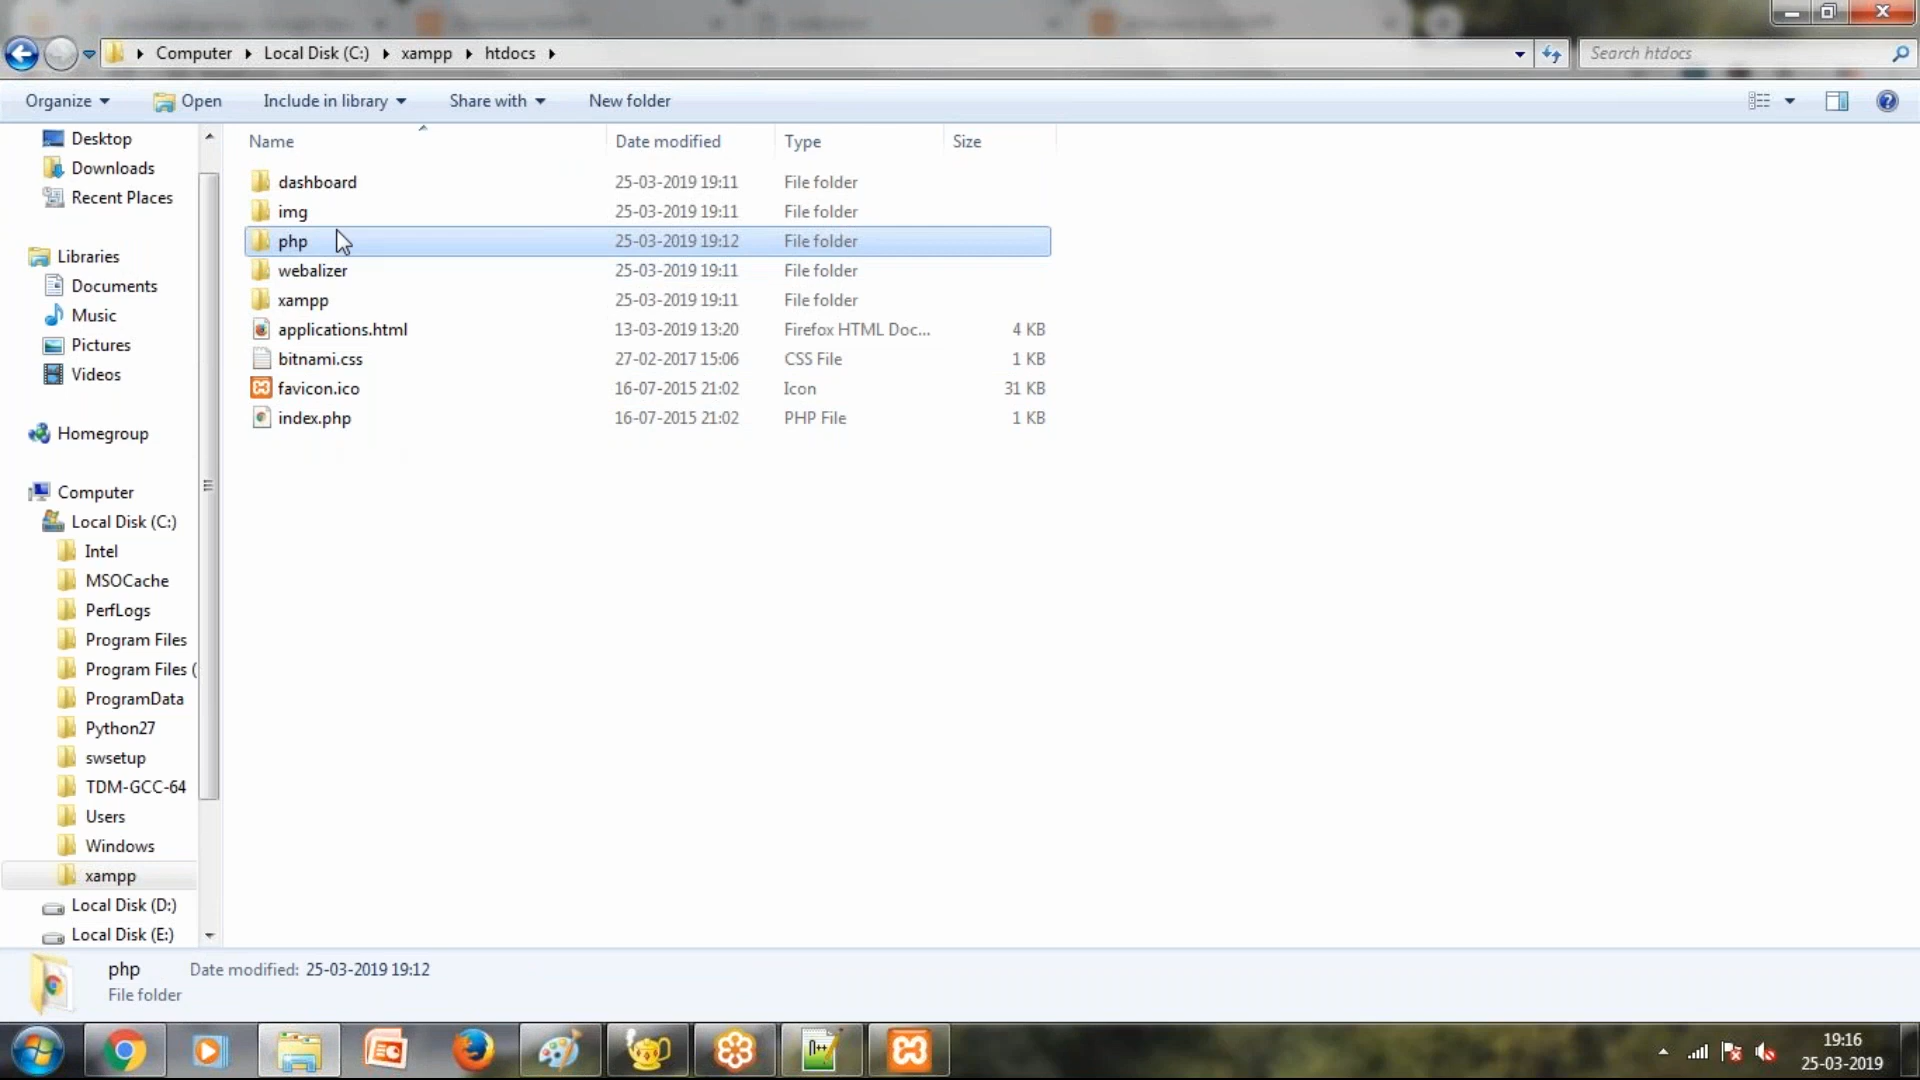 Computer Local Disk (C:) xampp htdocs
Search htdocs
Organize Open Include in library Share with New folder
Desktop
Downloads
Recent Places
Libraries
Documents
Music
Pictures
Videos
Homegroup
Computer
Local Disk (C:)
Intel
MSOCache
PerfLogs
Program Files
Program Files (
ProgramData
Python27
swsetup
TDM-GCC-64
Users
Windows
xampp
Local Disk (D:)
Local Disk (E:)
Name Date modified Type Size
dashboard 25-03-2019 19:11 File folder
img 25-03-2019 19:11 File folder
php 25-03-2019 19:12 File folder
webalizer 25-03-2019 19:11 File folder
xampp 25-03-2019 19:11 File folder
applications.html 13-03-2019 13:20 Firefox HTML Doc... 4 KB
bitnami.css 27-02-2017 15:06 CSS File 1 KB
favicon.ico 16-07-2015 21:02 Icon 31 KB
index.php 16-07-2015 21:02 PHP File 1 KB
php Date modified: 25-03-2019 19:12
File folder
19:16
25-03-2019